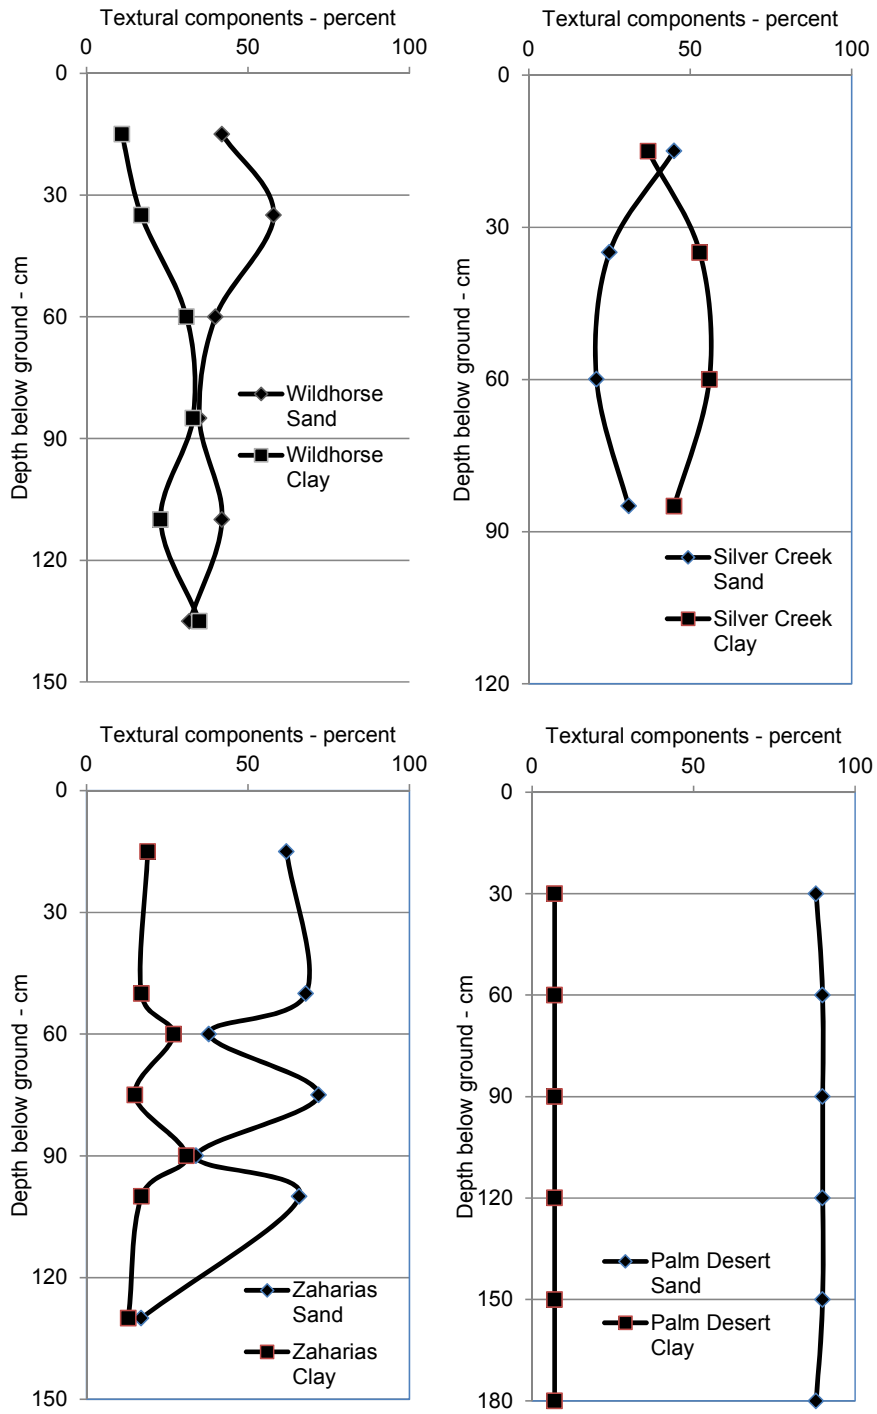 Textural components - percent
0 50 100
0
30
60
90
120
150
Depth below ground - cm
Wildhorse
Sand
Wildhorse
Clay
Textural components - percent
0 50 100
0
30
60
90
120
Depth below ground - cm
Silver Creek
Sand
Silver Creek
Clay
Textural components - percent
0 50 100
0
30
60
90
120
150
Depth below ground - cm
Zaharias
Sand
Zaharias
Clay
Textural components - percent
0 50 100
0
30
60
90
120
150
180
Depth below ground - cm
Palm Desert
Sand
Palm Desert
Clay